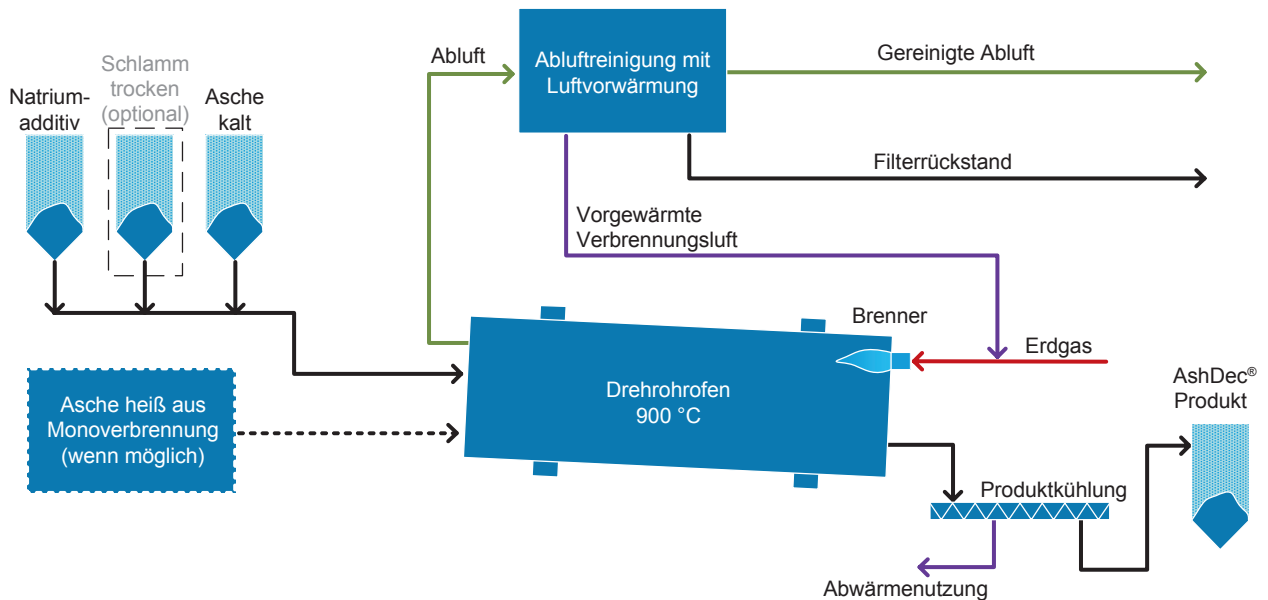 Natrium-
additiv
Schlamm
trocken
(optional)
Asche
kalt
Abluft
Abluftreinigung mit
Luftvorwärmung
Gereinigte Abluft
Filterrückstand
Vorgewärmte
Verbrennungsluft
Brenner
Erdgas
Drehrohrofen
900 °C
Asche heiß aus
Monoverbrennung
(wenn möglich)
AshDec®
Produkt
Produktkühlung
Abwärmenutzung